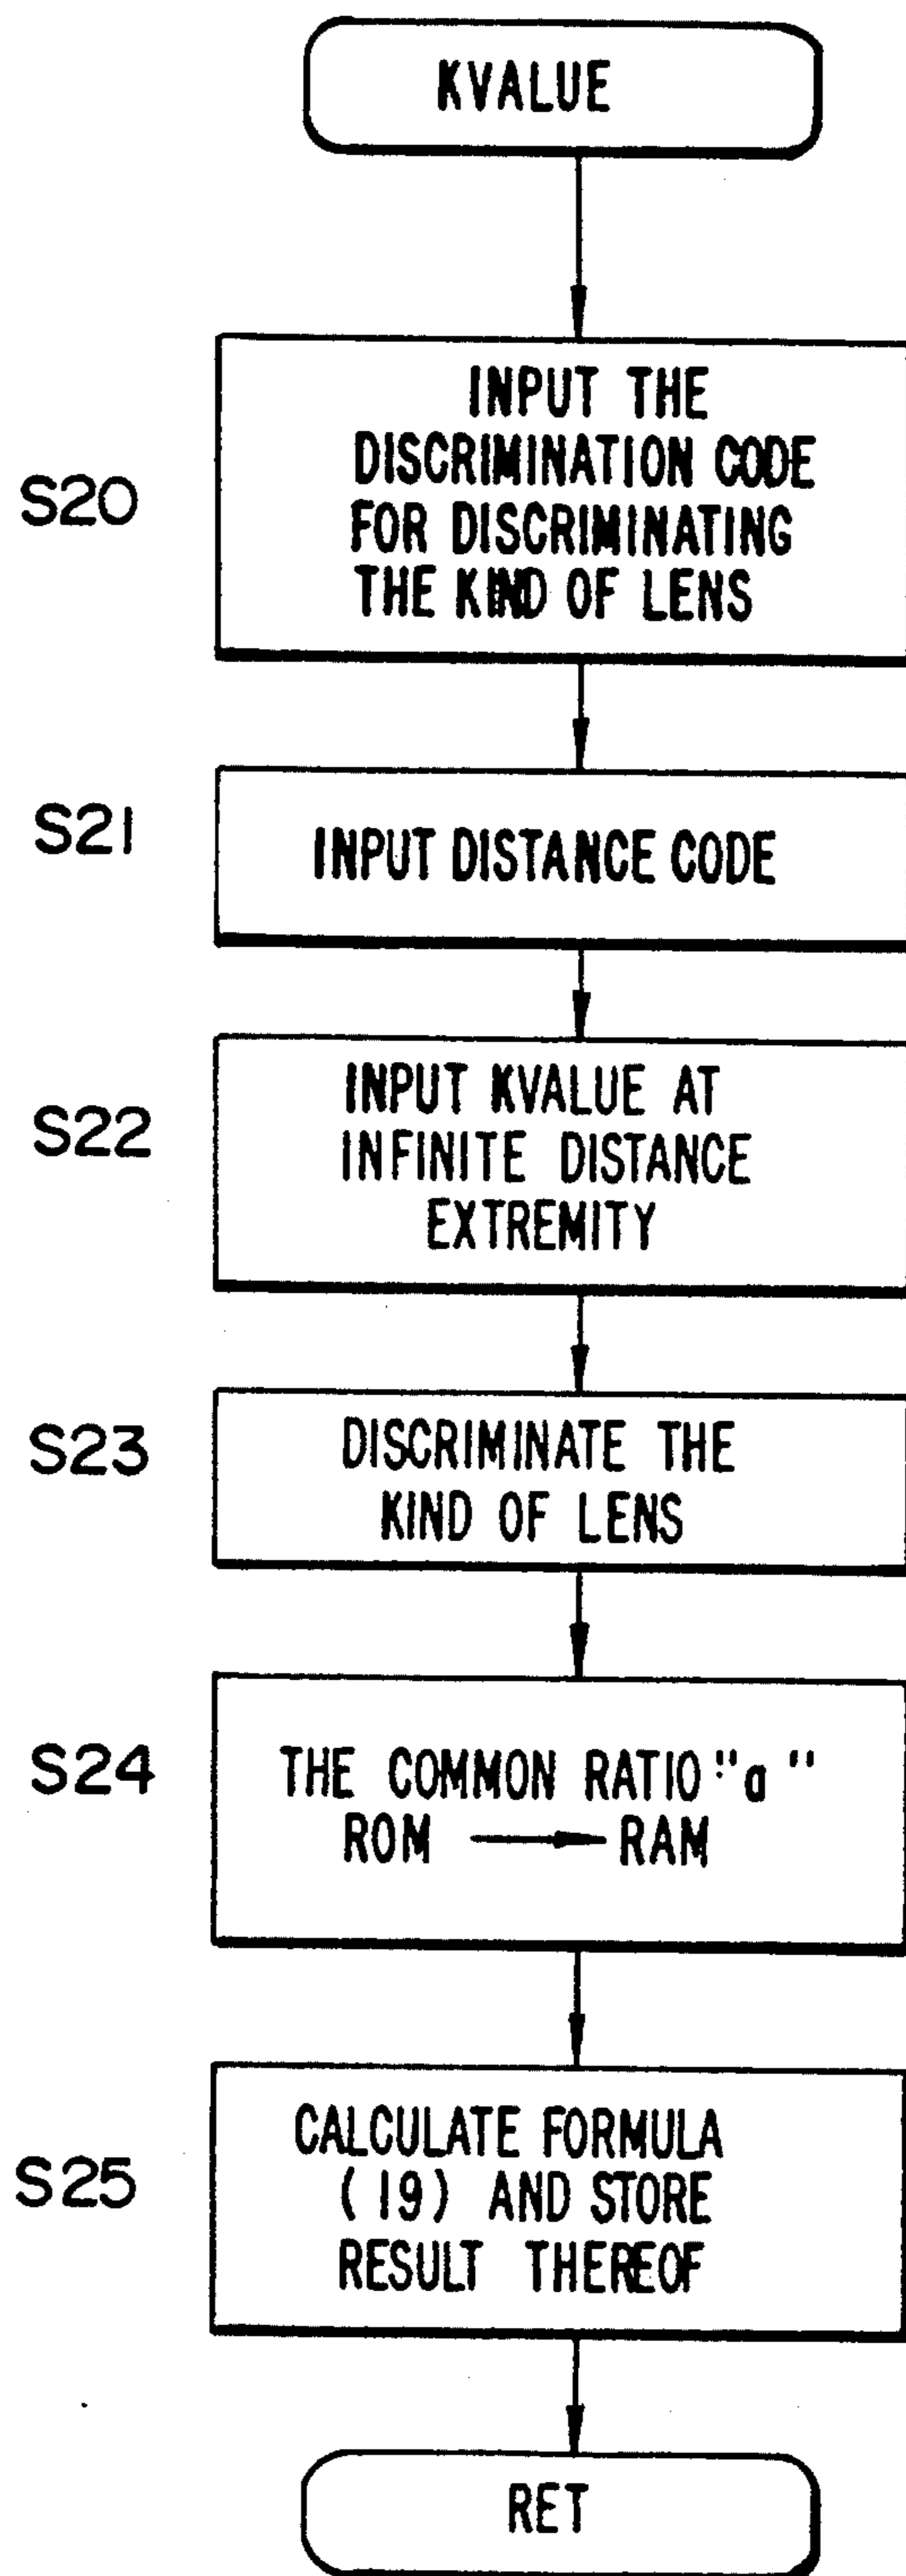 KVALUE
S20
INPUT THE
DISCRIMINATION CODE
FOR DISCRIMINATING
THE KIND OF LENS
S21
INPUT DISTANCE CODE
S22
INPUT KVALUE AT
INFINITE DISTANCE
EXTREMITY
S23
DISCRIMINATE THE
KIND OF LENS
S24
THE COMMON RATIO "a"
ROM → RAM
S25
CALCULATE FORMULA
(19) AND STORE
RESULT THEREOF
RET